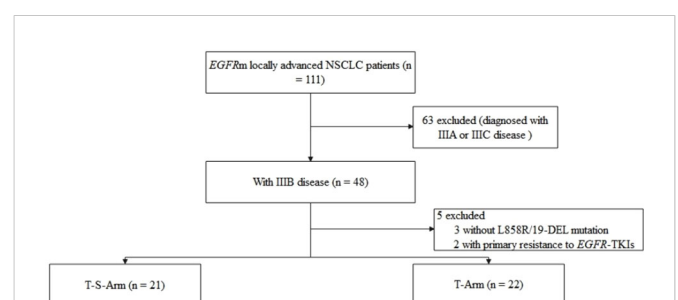 EGFRm locally advanced NSCLC patients (n
= 111)
63 excluded (diagnosed with
IIIA or IIIC disease )
With IIIB disease (n = 48)
5 excluded
3 without L858R/19-DEL mutation
2 with primary resistance to EGFR-TKIs
T-S-Arm (n = 21)
T-Arm (n = 22)